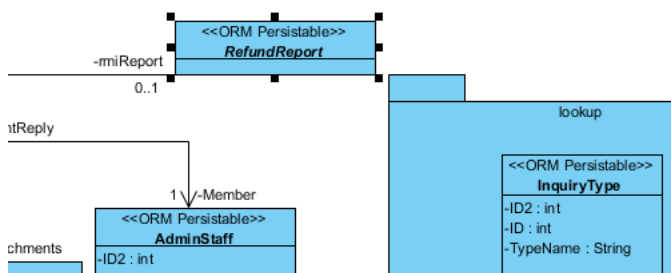 <<ORM Persistable>>
RefundReport
-rmiReport
0..1
lookup
ntReply
<<ORM Persistable>>
InquiryType
-ID2 : int
-ID : int
-TypeName : String
1
-Member
<<ORM Persistable>>
AdminStaff
-ID2 : int
chments